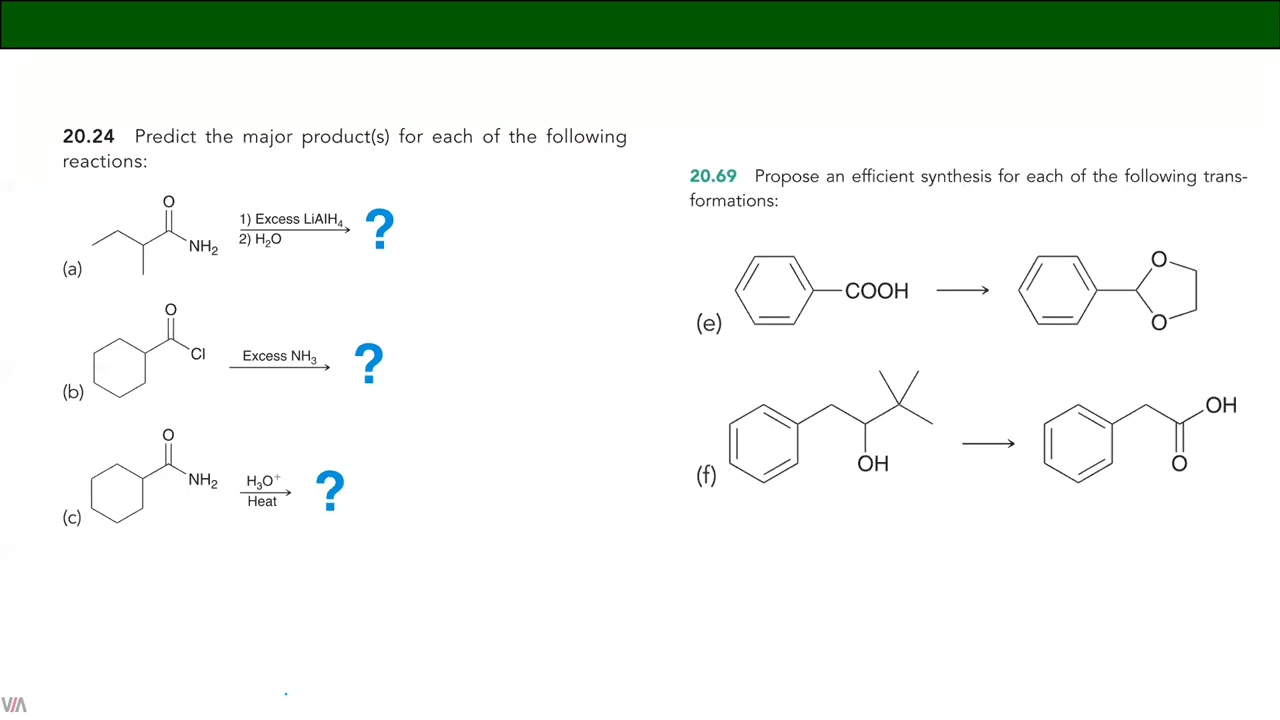 20.24 Predict the major product(s) for each of the following
reactions:
O
NH₂
(a)
1) Excess LiAlH₄
2) H₂O
?
O
Cl
(b)
Excess NH₃
?
O
NH₂
(c)
H₃O⁺
Heat
?
20.69 Propose an efficient synthesis for each of the following trans-
formations:
(e)
COOH
O
O
(f)
OH
OH
O
VIA